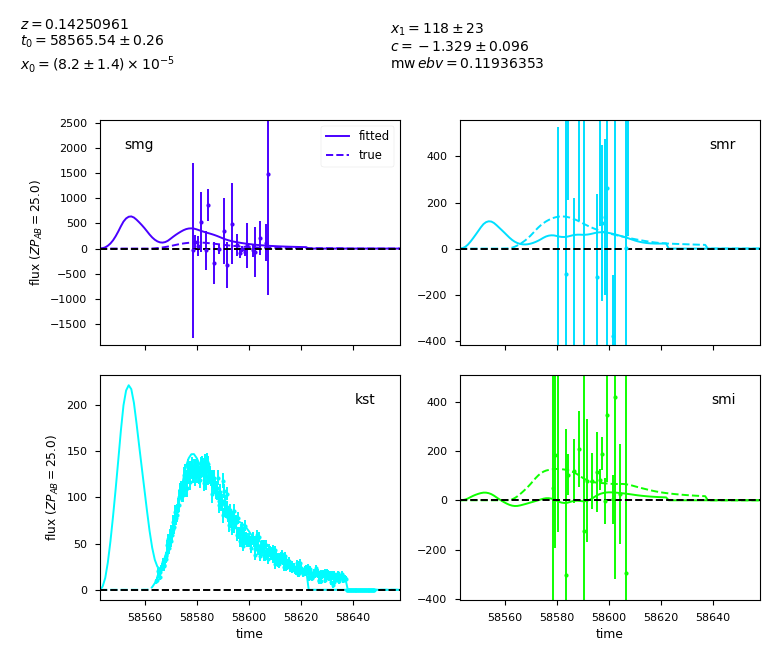 z = 0.14250961
t₀ = 58565.54 ± 0.26
x₀ = (8.2 ± 1.4) × 10⁻⁵
x₁ = 118 ± 23
c = −1.329 ± 0.096
mw ebv = 0.11936353
smg
fitted
true
2500
2000
1500
1000
500
0
−500
−1000
−1500
flux (ZP_AB = 25.0)
smr
400
200
0
−200
−400
kst
200
150
100
50
0
flux (ZP_AB = 25.0)
58560 58580 58600 58620 58640
time
smi
400
200
0
−200
−400
58560 58580 58600 58620 58640
time